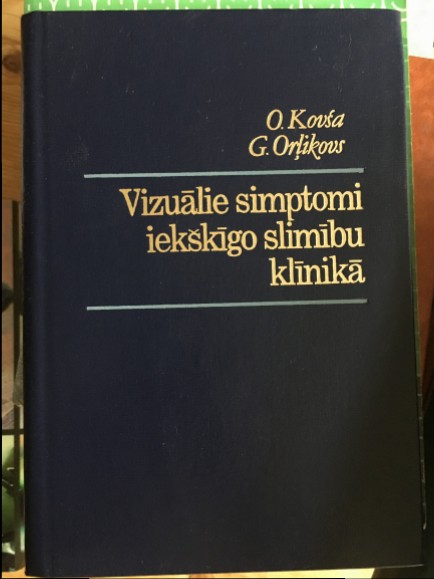 O. Kovša
G. Orļikovs
Vizuālie simptomi
iekšķīgo slimību
klīnikā